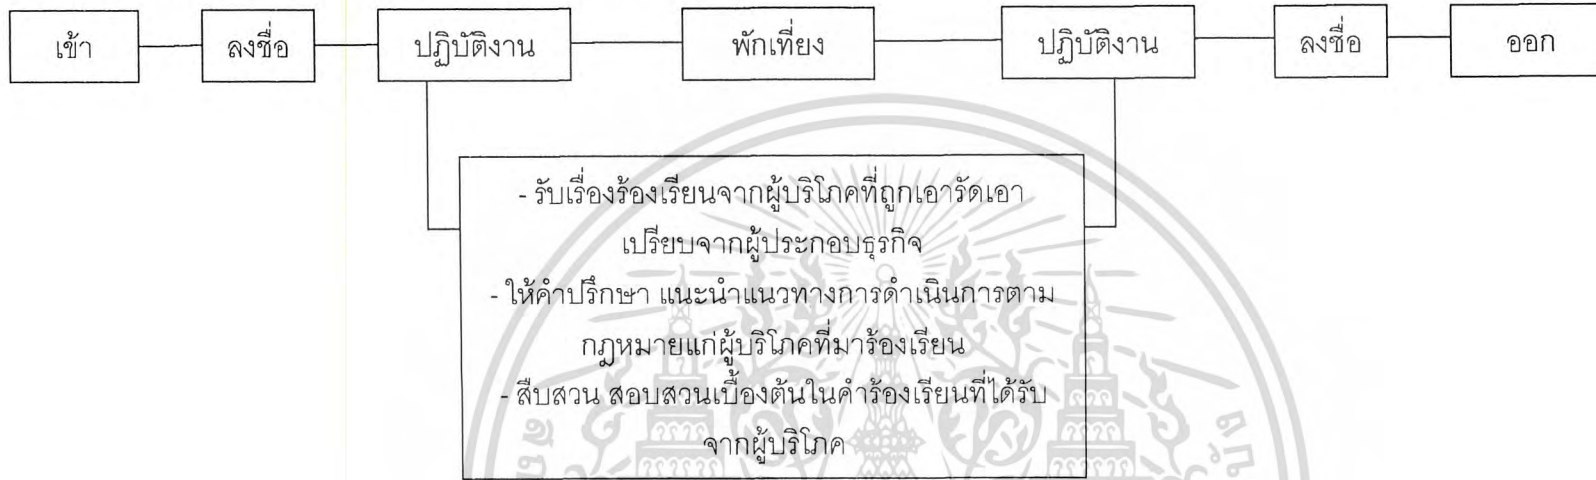 เข้า ลงชื่อ ปฏิบัติงาน พักเที่ยง ปฏิบัติงาน ลงชื่อ ออก
- รับเรื่องร้องเรียนจากผู้บริโภคที่ถูกเอารัดเอา
เปรียบจากผู้ประกอบธุรกิจ
- ให้คำปรึกษา แนะนำแนวทางการดำเนินการตาม
กฎหมายแก่ผู้บริโภคที่มาร้องเรียน
- สืบสวน สอบสวนเบื้องต้นในคำร้องเรียนที่ได้รับ
จากผู้บริโภค